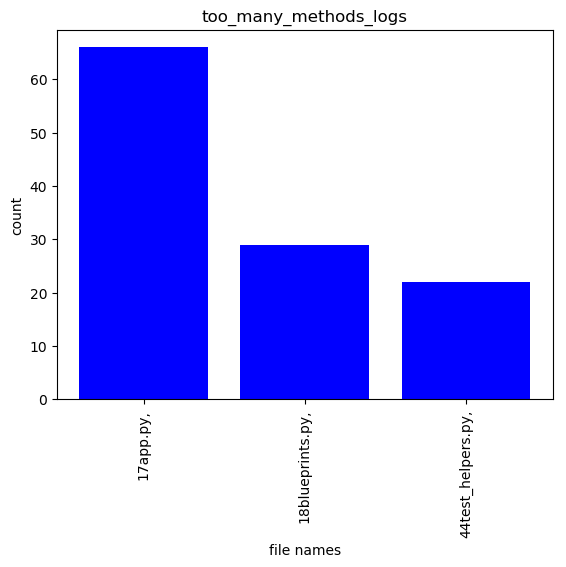 too_many_methods_logs
count
60
50
40
30
20
10
0
17app.py,
18blueprints.py,
44test_helpers.py,
file names